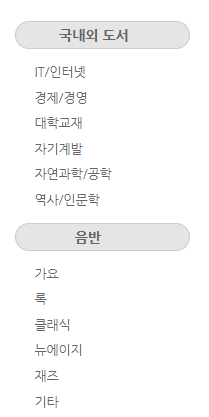 국내외 도서
IT/인터넷
경제/경영
대학교재
자기계발
자연과학/공학
역사/인문학
음반
가요
록
클래식
뉴에이지
재즈
기타